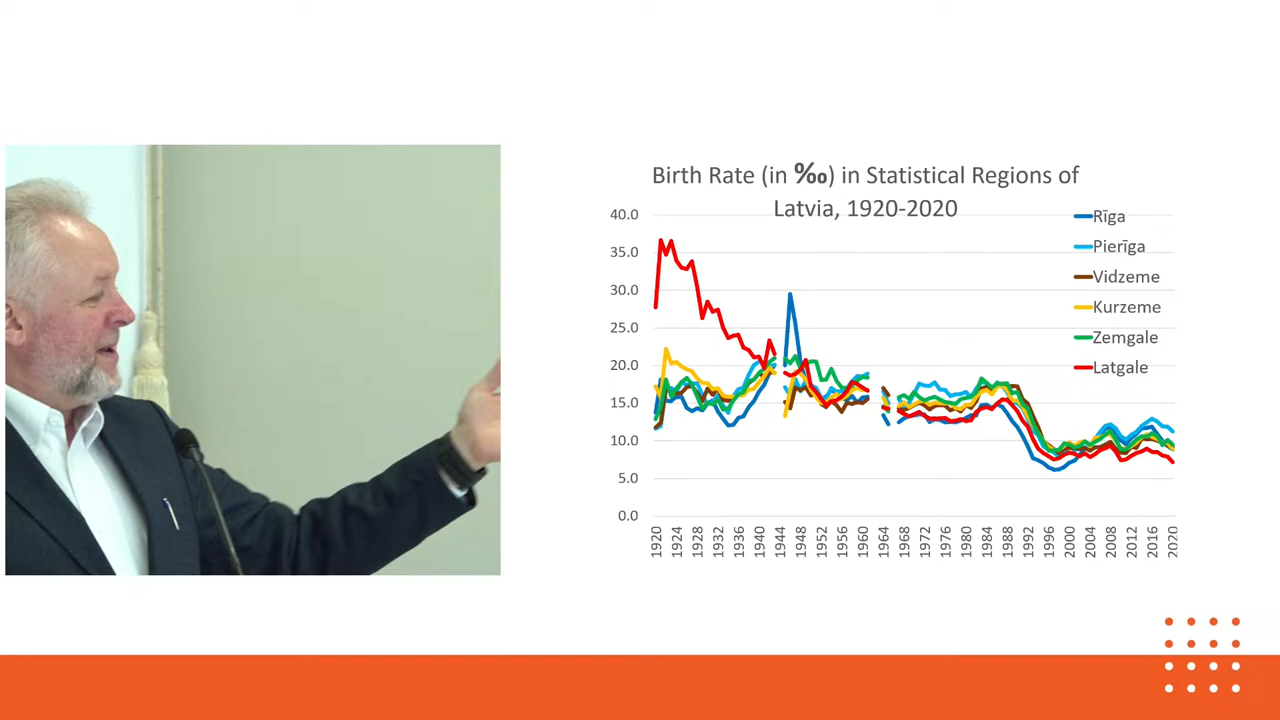 Birth Rate (in ‰) in Statistical Regions of
Latvia, 1920-2020
40.0
35.0
30.0
25.0
20.0
15.0
10.0
5.0
0.0
Rīga
Pierīga
Vidzeme
Kurzeme
Zemgale
Latgale
1920 1924 1928 1932 1936 1940 1944 1948 1952 1956 1960 1964 1968 1972 1976 1980 1984 1988 1992 1996 2000 2004 2008 2012 2016 2020